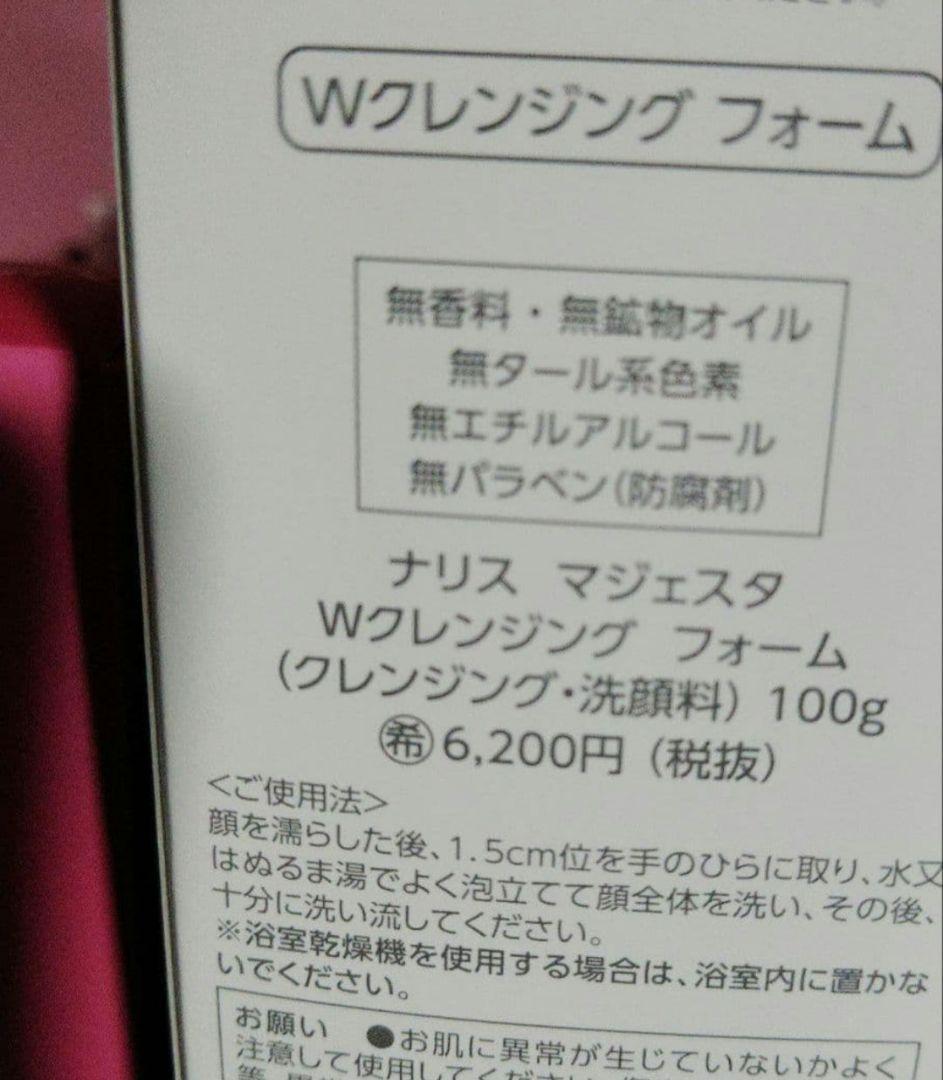 Wクレンジング フォーム
無香料・無鉱物オイル
無タール系色素
無エチルアルコール
無パラベン(防腐剤)
ナリス マジェスタ
Wクレンジング フォーム
(クレンジング・洗顔料) 100g
㊕6,200円(税抜)
<ご使用法>
顔を濡らした後、1.5cm位を手のひらに取り、水又
はぬるま湯でよく泡立てて顔全体を洗い、その後、
十分に洗い流してください。
※浴室乾燥機を使用する場合は、浴室内に置かな
いでください。
お願い ●お肌に異常が生じていないかよく
注意して使用してください。